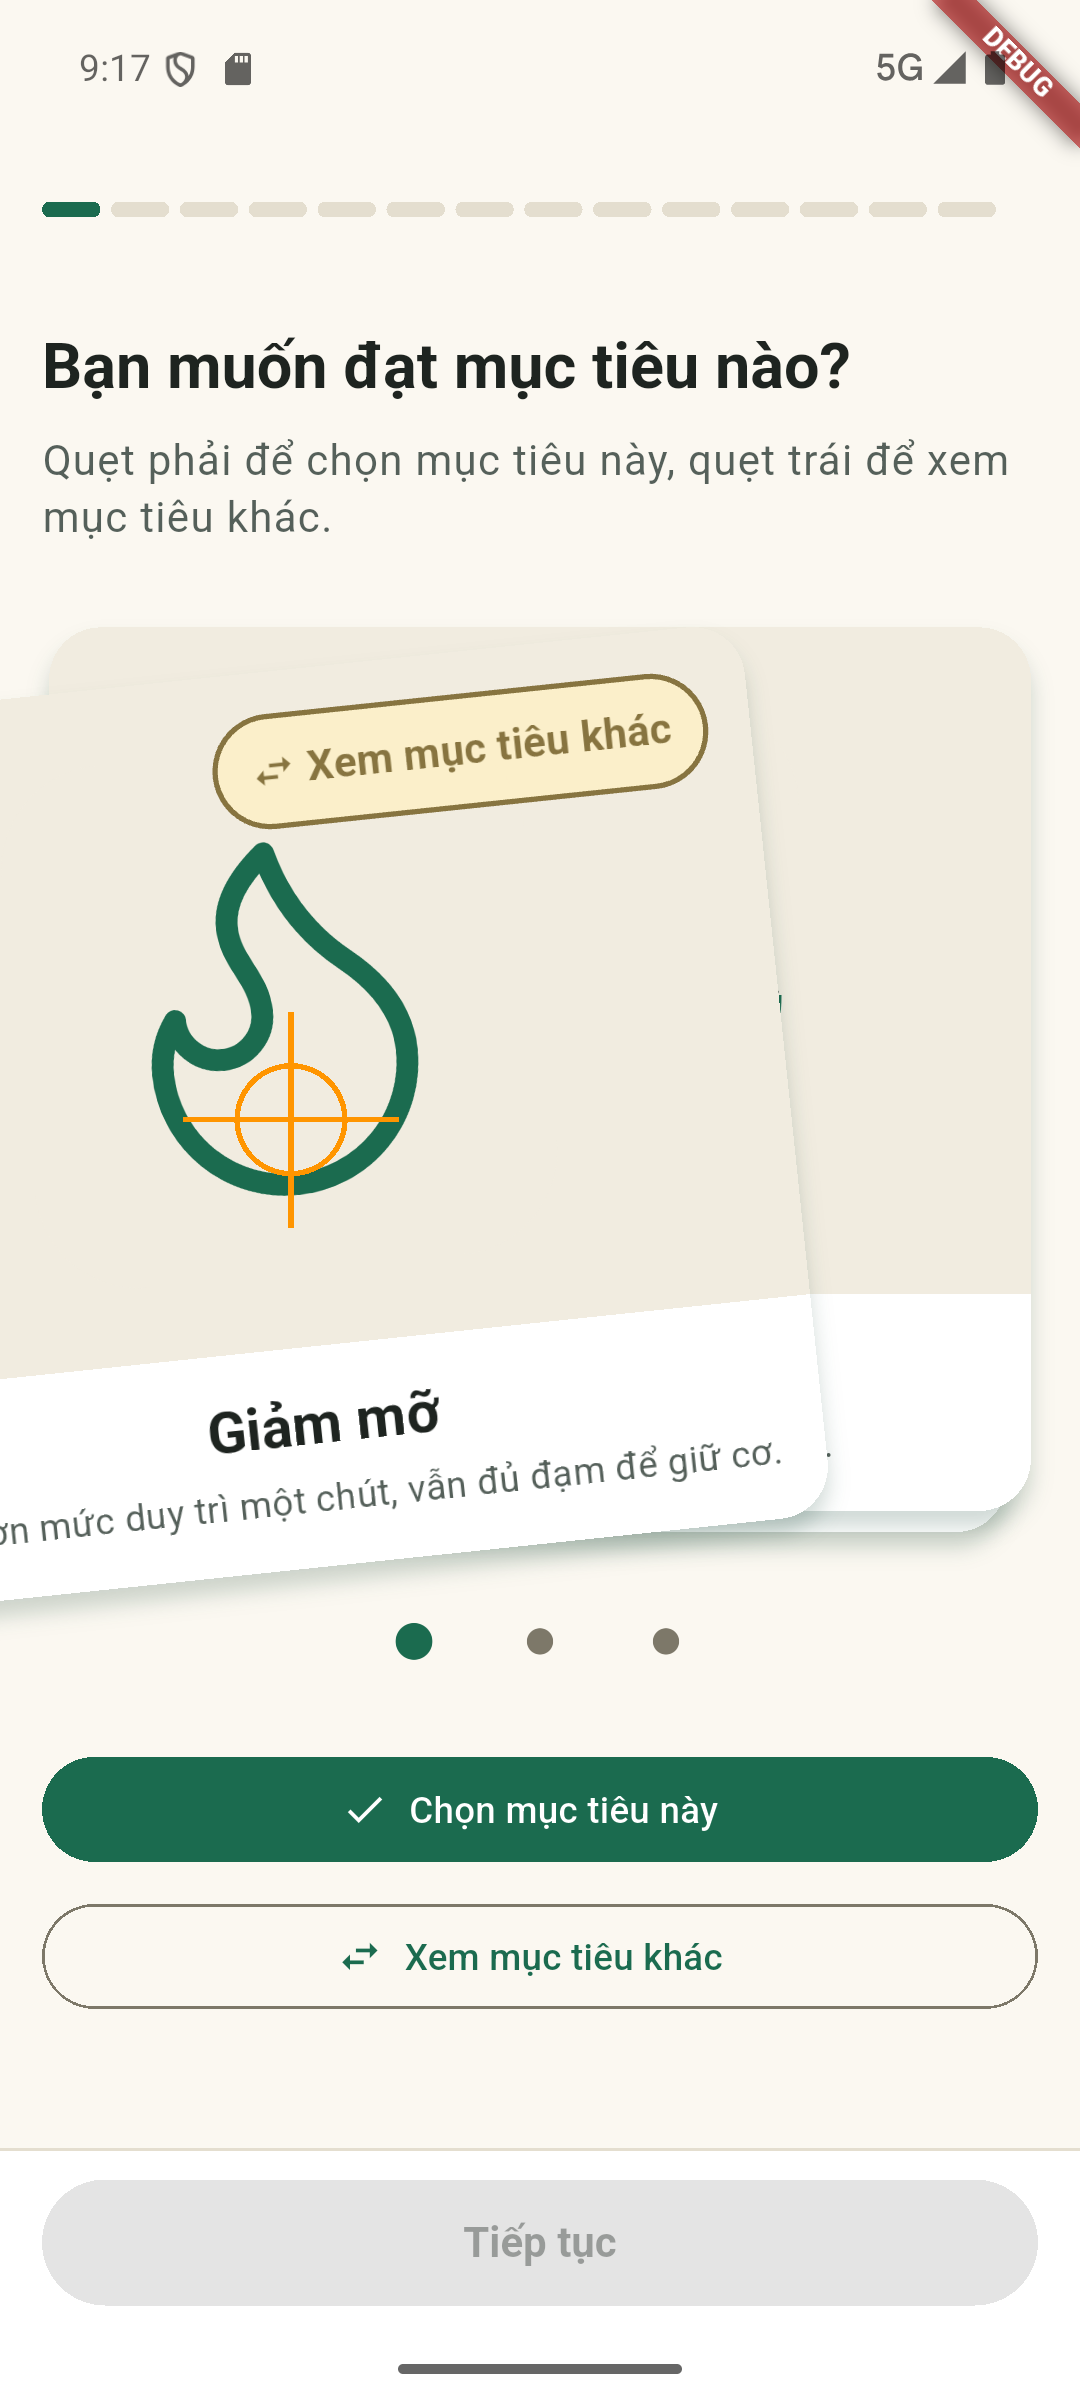 9:17
5G
DEBUG
Bạn muốn đạt mục tiêu nào?
Quẹt phải để chọn mục tiêu này, quẹt trái để xem
mục tiêu khác.
Xem mục tiêu khác
Giảm mỡ
mức duy trì một chút, vẫn đủ đạm để giữ cơ.
Chọn mục tiêu này
Xem mục tiêu khác
Tiếp tục